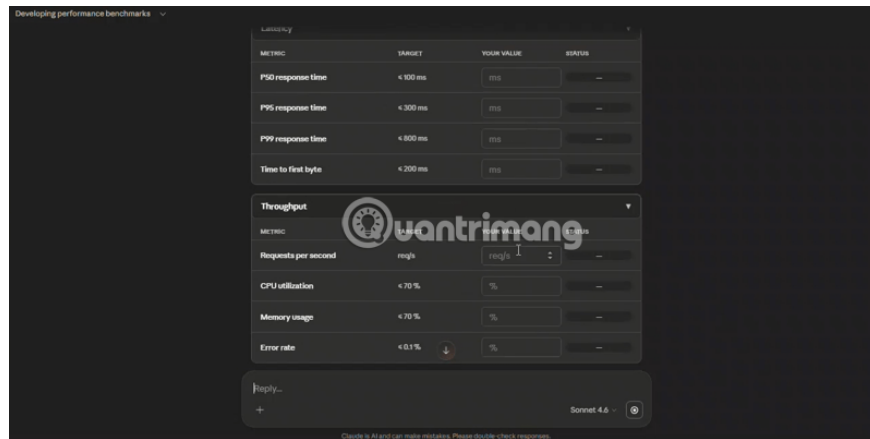 Developing performance benchmarks
Latency
METRIC TARGET YOUR VALUE STATUS
P50 response time ≤ 100 ms ms —
P95 response time ≤ 300 ms ms —
P99 response time ≤ 800 ms ms —
Time to first byte ≤ 200 ms ms —
Throughput
Quantrimang
METRIC TARGET YOUR VALUE STATUS
Requests per second req/s req/s —
CPU utilization ≤ 70 % % —
Memory usage ≤ 70 % % —
Error rate ≤ 0.1 % % —
Reply...
Sonnet 4.6
Claude is AI and can make mistakes. Please double-check responses.